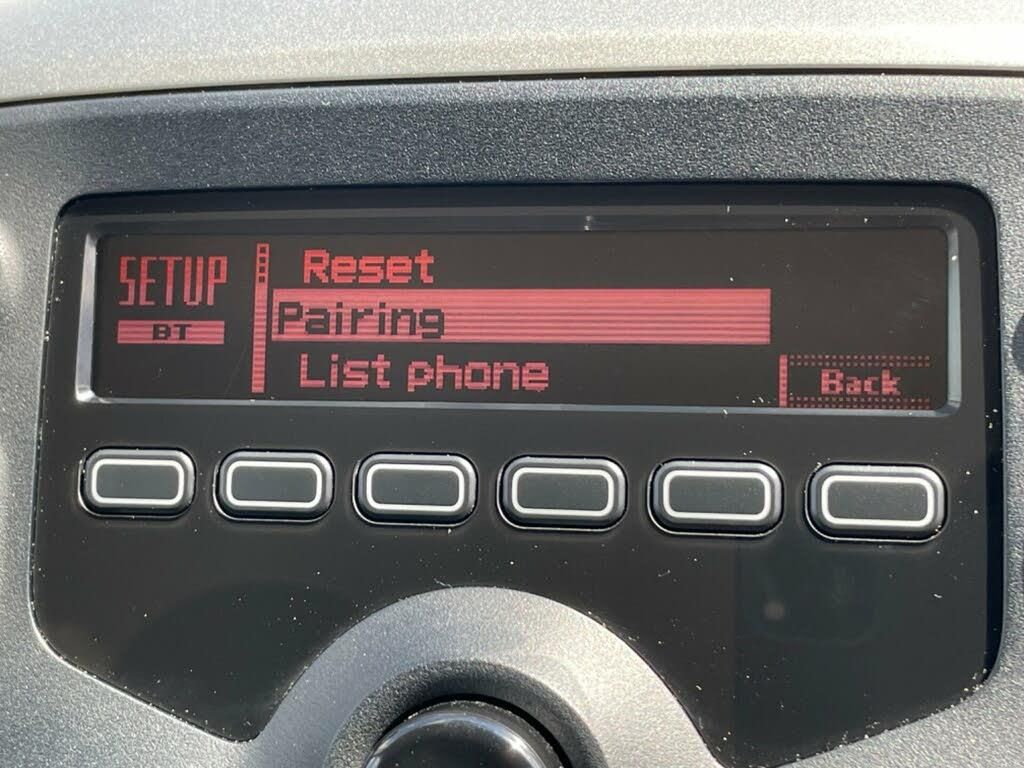 SETUP
BT
Reset
Pairing
List phone
Back